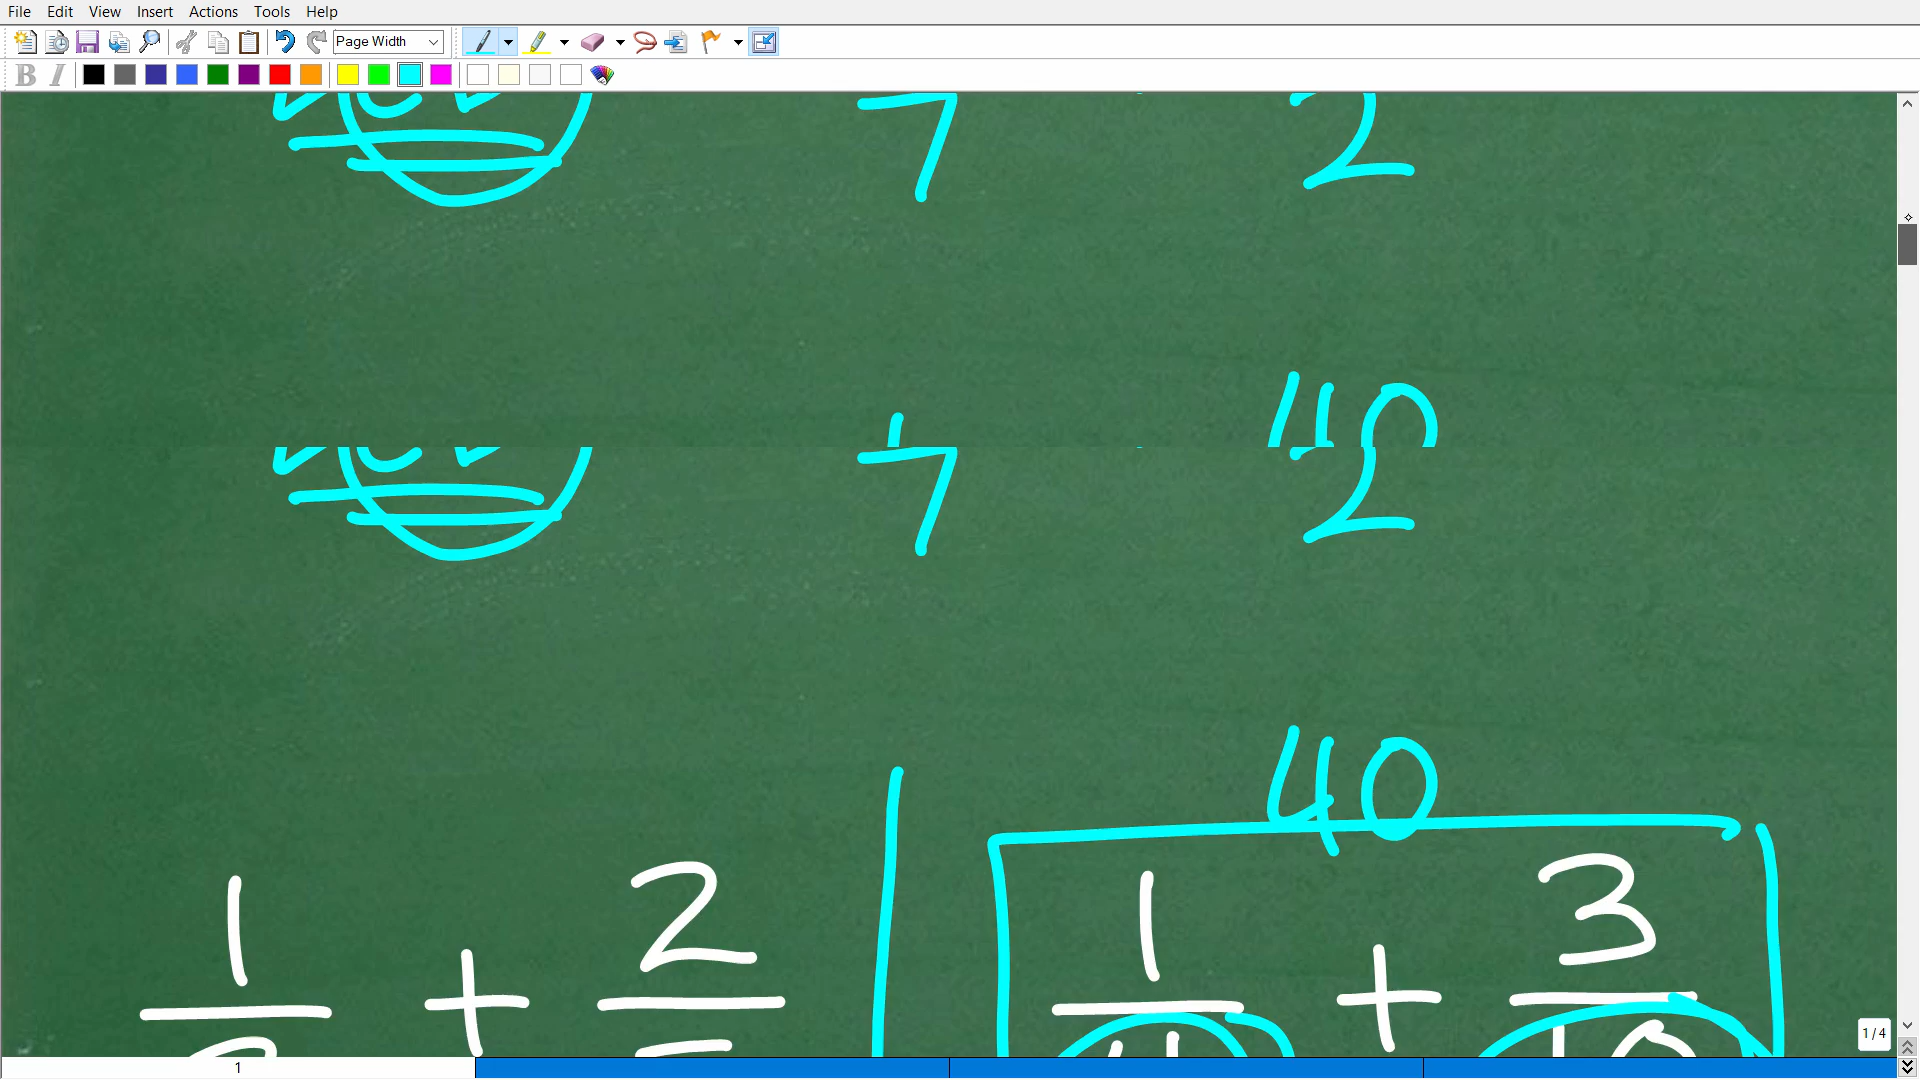 File Edit View Insert Actions Tools Help
Page Width
B I
7 2
7 2
40
1 2 1 3
+ +
1/4
1